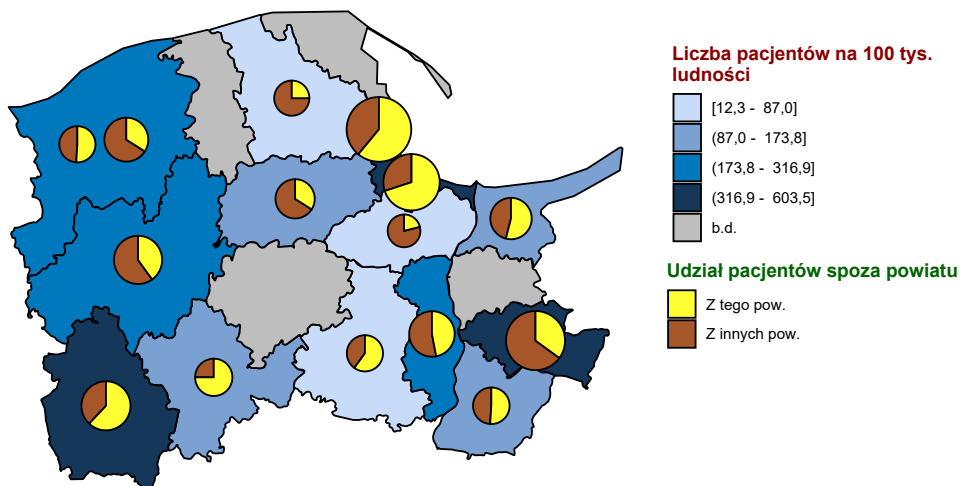 Liczba pacjentów na 100 tys.
ludności
[12,3 - 87,0]
(87,0 - 173,8]
(173,8 - 316,9]
(316,9 - 603,5]
b.d.
Udział pacjentów spoza powiatu
Z tego pow.
Z innych pow.